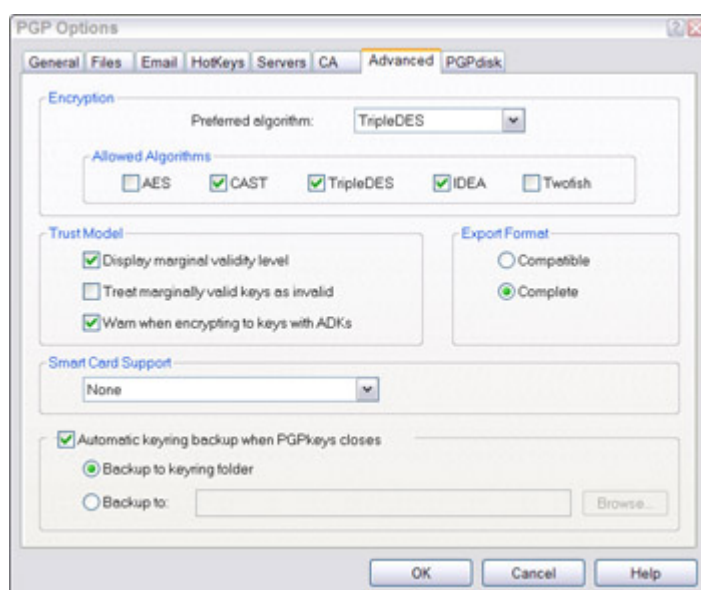 PGP Options
General Files Email HotKeys Servers CA Advanced PGPdisk
Encryption
Preferred algorithm: TripleDES
Allowed Algorithms
AES CAST TripleDES IDEA Twofish
Trust Model
Display marginal validity level
Treat marginally valid keys as invalid
Warn when encrypting to keys with ADKs
Export Format
Compatible
Complete
Smart Card Support
None
Automatic keyring backup when PGPkeys closes
Backup to keyring folder
Backup to: Browse...
OK Cancel Help